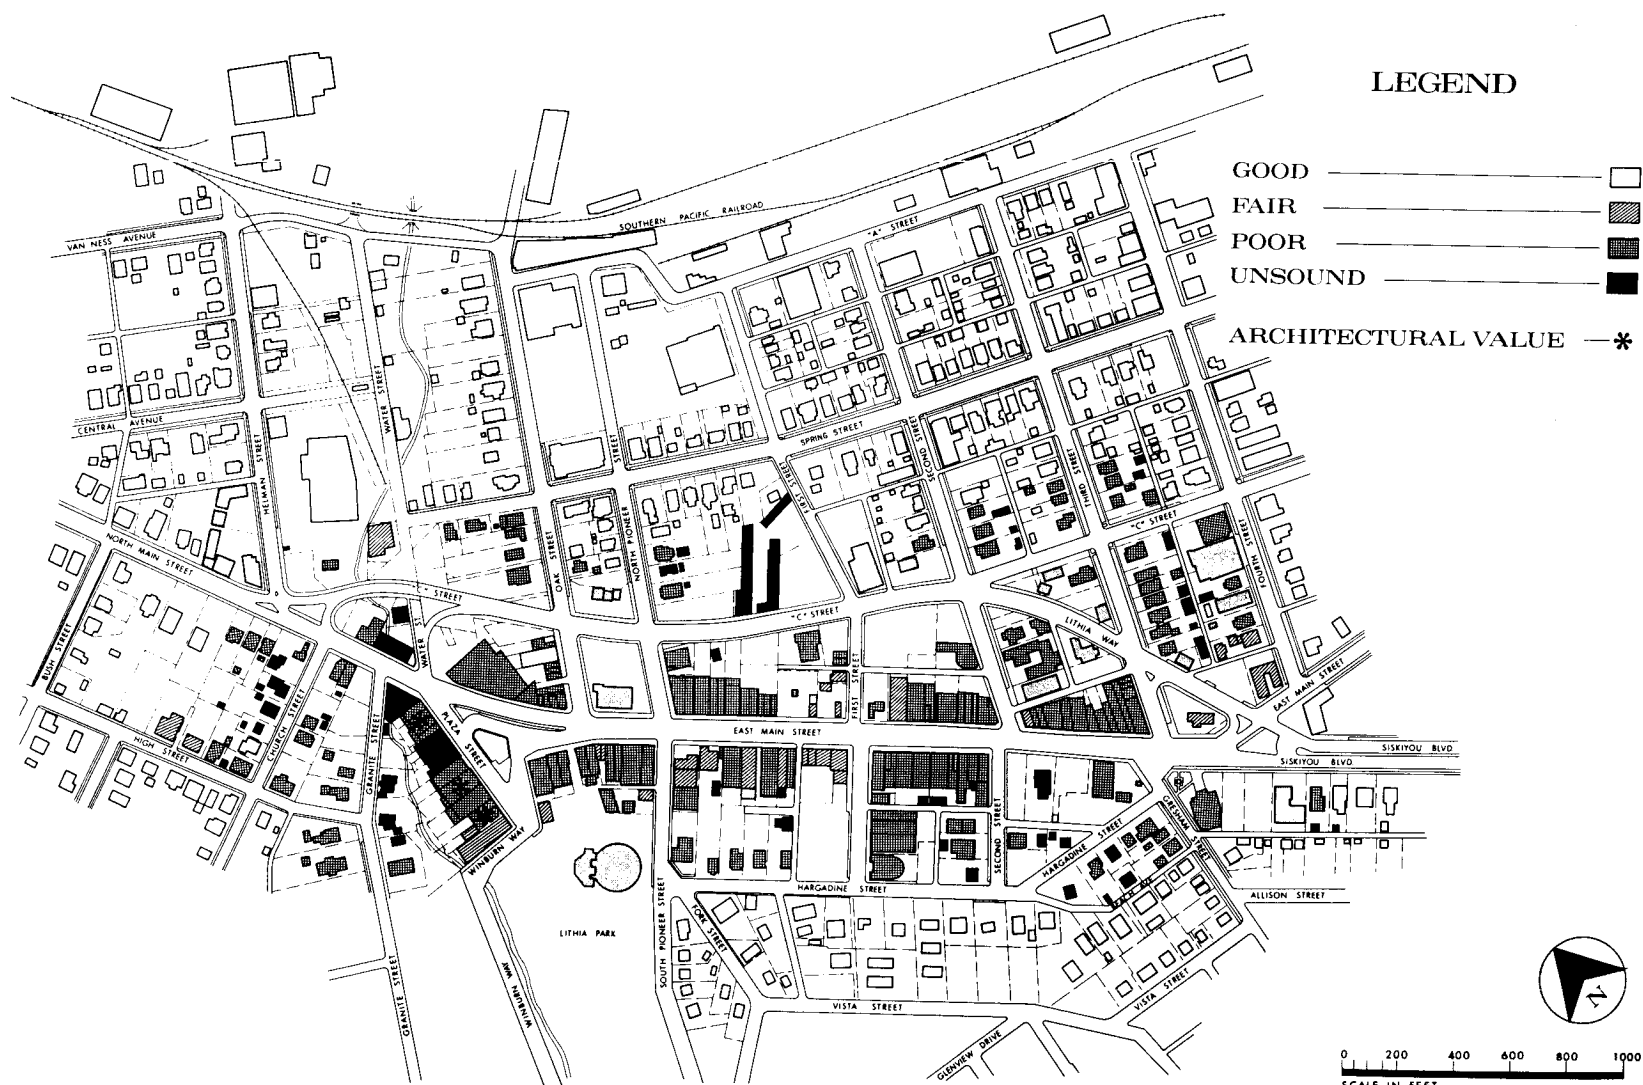 LEGEND
GOOD
FAIR
POOR
UNSOUND
ARCHITECTURAL VALUE
SOUTHERN PACIFIC RAILROAD
"A" STREET
VAN NESS AVENUE
WATER STREET
CENTRAL AVENUE
HELMAN STREET
SPRING STREET
SECOND STREET
FIRST STREET
THIRD STREET
STREET
NORTH PIONEER
OAK STREET
"C" STREET
FOURTH STREET
NORTH MAIN STREET
"C" STREET
"C" STREET
LITHIA WAY
BUSH STREET
WATER ST
CHURCH STREET
HIGH STREET
GRANITE STREET
PLAZA STREET
FIRST STREET
EAST MAIN STREET
EAST MAIN STREET
SISKIYOU BLVD
SISKIYOU BLVD
WINBURN WAY
SECOND STREET
HARGADINE STREET
GRESHAM STREET
HARGADINE STREET
ALLISON STREET
LITHIA PARK
SOUTH PIONEER STREET
FORK STREET
GRANITE STREET
WINBURN WAY
VISTA STREET
VISTA STREET
GLENVIEW DRIVE
N
0 200 400 600 800 1000
SCALE IN FEET